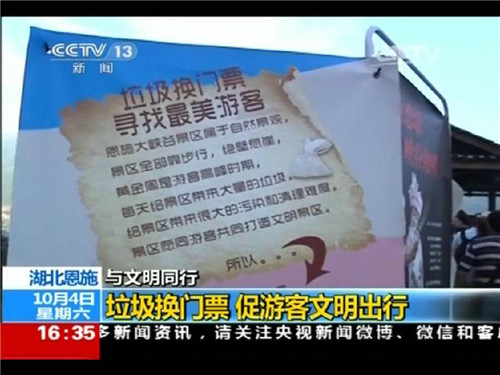 CCTV 13
新闻
CCTV
垃圾换门票
寻找最美游客
恩施大峡谷景区属于自然景观，
景区全部靠步行，绝壁悬崖，
黄金周是游客高峰时期，
每天给景区带来大量的垃圾，
给景区带来很大的污染和清理难度，
景区愿同游客共同打造文明景区。
所以...
湖北恩施
与文明同行
10月4日
星期六
垃圾换门票 促游客文明出行
16:35
多新闻资讯，请关注央视新闻微博、微信和客